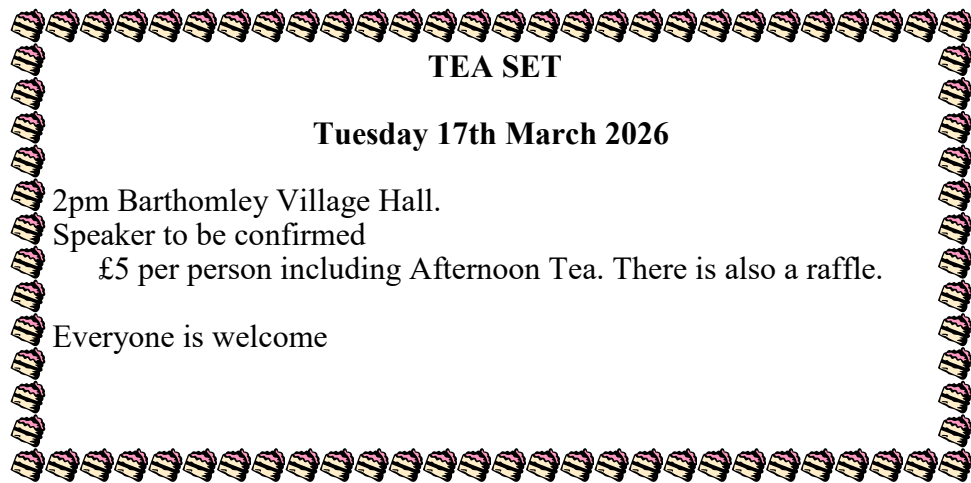 TEA SET
Tuesday 17th March 2026
2pm Barthomley Village Hall.
Speaker to be confirmed
£5 per person including Afternoon Tea. There is also a raffle.
Everyone is welcome